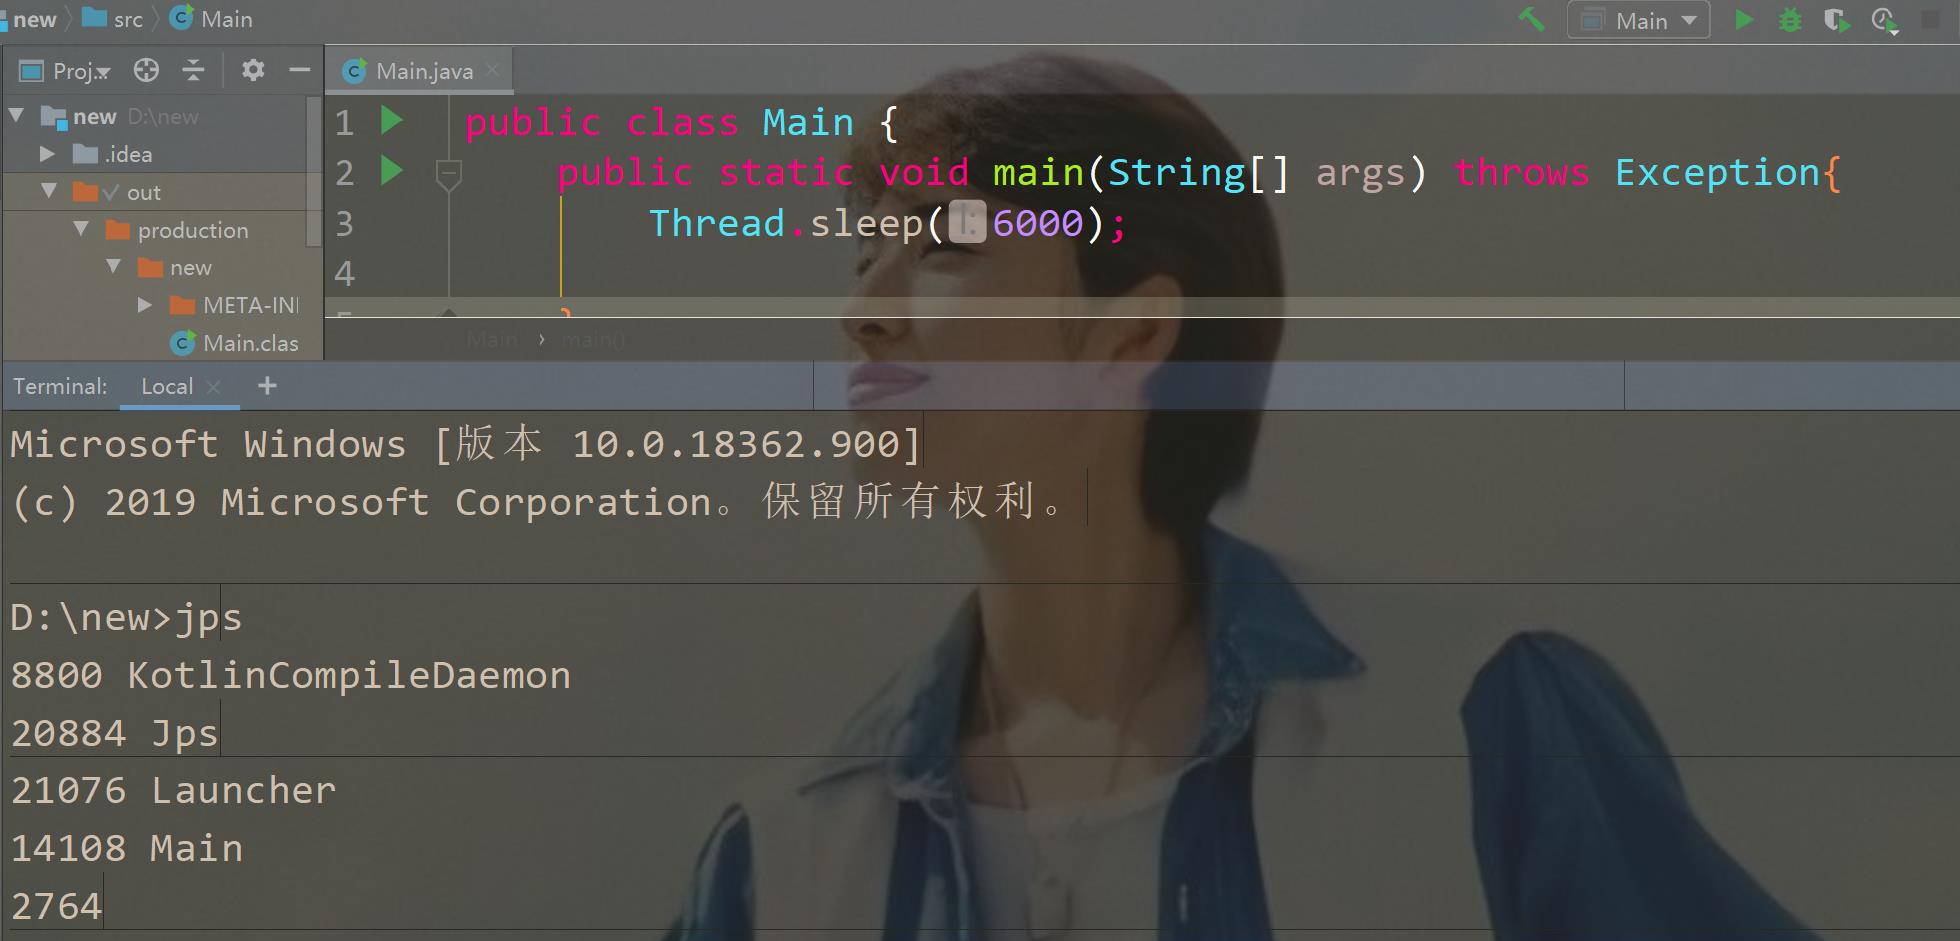 new src Main
Main
Proj..
Main.java
new D:\new
.idea
out
production
new
META-IN
Main.clas
1 public class Main {
2 public static void main(String[] args) throws Exception{
3 Thread.sleep( l: 6000);
4
5 }
Main › main()
Terminal: Local +
Microsoft Windows [版本 10.0.18362.900]
(c) 2019 Microsoft Corporation。保留所有权利。
D:\new>jps
8800 KotlinCompileDaemon
20884 Jps
21076 Launcher
14108 Main
2764